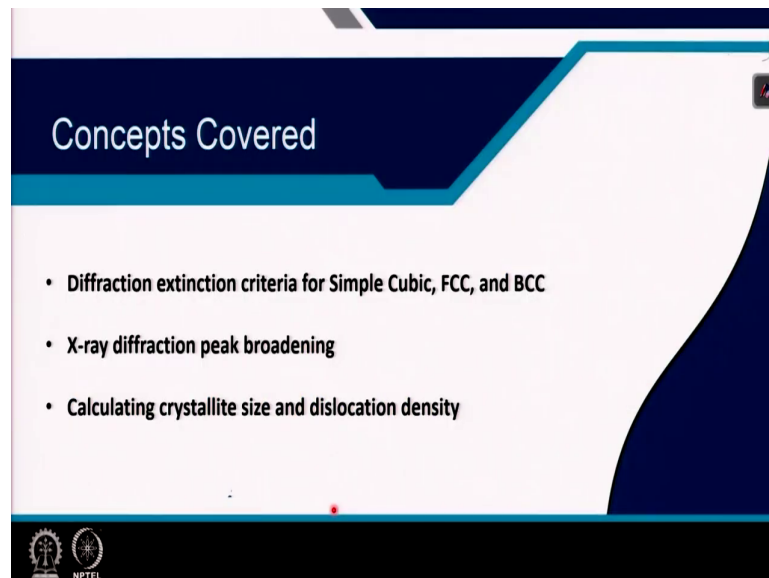 Concepts Covered
• Diffraction extinction criteria for Simple Cubic, FCC, and BCC
• X-ray diffraction peak broadening
• Calculating crystallite size and dislocation density
NPTEL